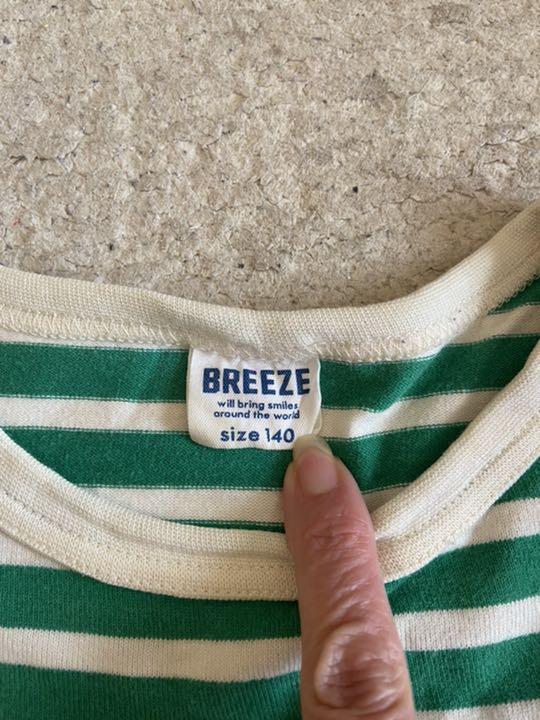 BREEZE
will bring smiles
around the world
size 140